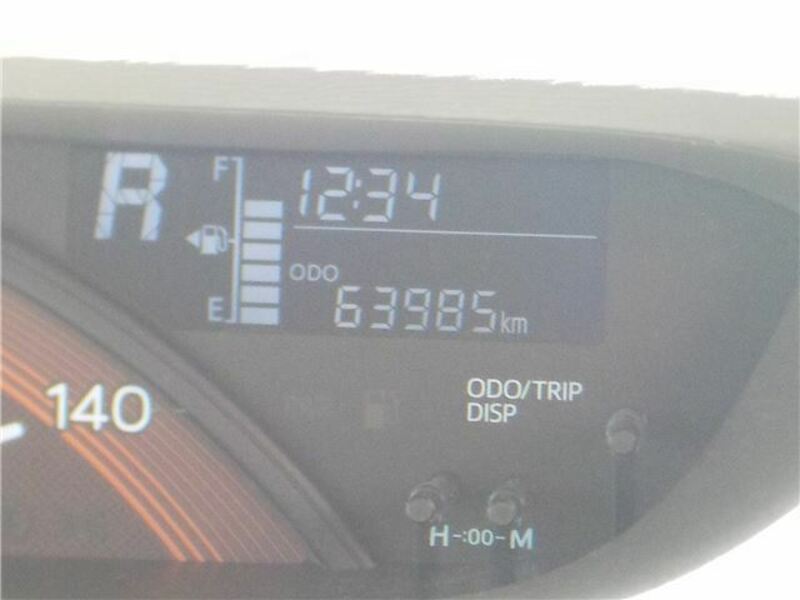 R
F
12:34
ODO
E
63985km
140
ODO/TRIP
DISP
H-:00-M